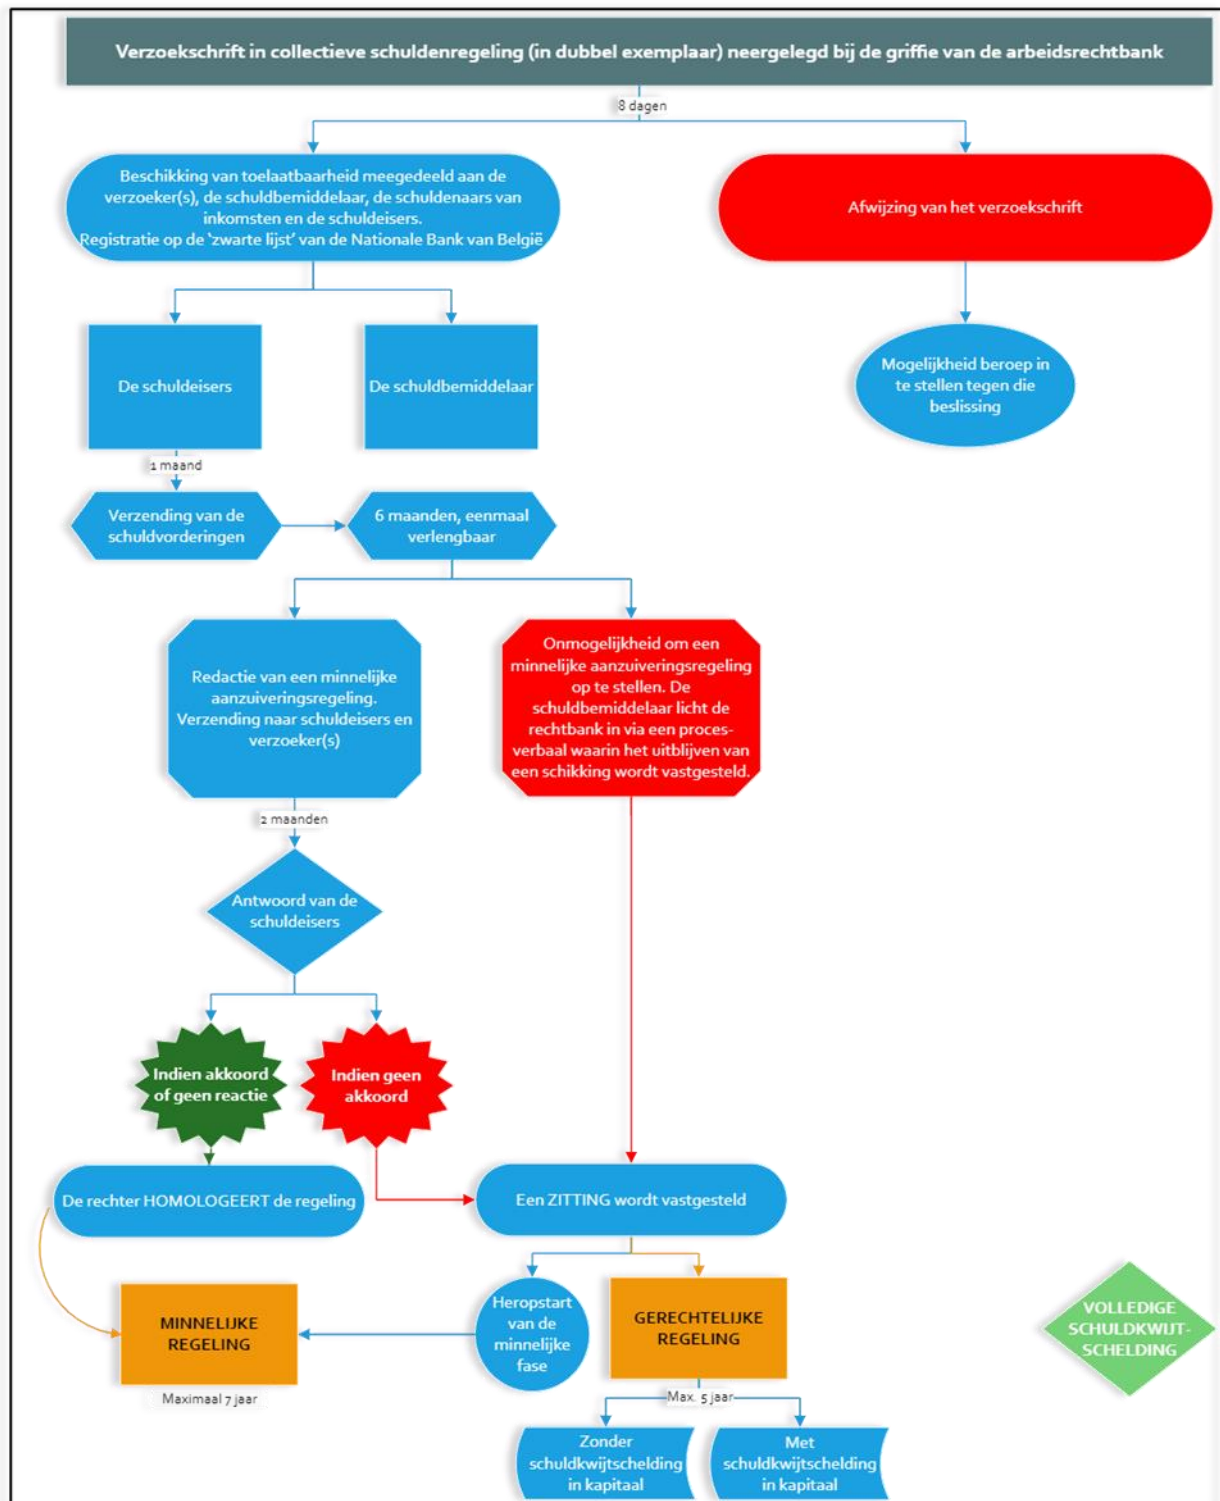 Verzoekschrift in collectieve schuldenregeling (in dubbel exemplaar) neergelegd bij de griffie van de arbeidsrechtbank
8 dagen
Beschikking van toelaatbaarheid meegedeeld aan de
verzoeker(s), de schuldbemiddelaar, de schuldenaars van
inkomsten en de schuldeisers.
Registratie op de 'zwarte lijst' van de Nationale Bank van België
Afwijzing van het verzoekschrift
De schuldeisers
De schuldbemiddelaar
Mogelijkheid beroep in
te stellen tegen die
beslissing
1 maand
Verzending van de
schuldvorderingen
6 maanden, eenmaal
verlengbaar
Redactie van een minnelijke
aanzuiveringsregeling.
Verzending naar schuldeisers en
verzoeker(s)
Onmogelijkheid om een
minnelijke aanzuiveringsregeling
op te stellen. De
schuldbemiddelaar licht de
rechtbank in via een proces-
verbaal waarin het uitblijven van
een schikking wordt vastgesteld.
2 maanden
Antwoord van de
schuldeisers
Indien akkoord
of geen reactie
Indien geen
akkoord
De rechter HOMOLOGEERT de regeling
Een ZITTING wordt vastgesteld
MINNELIJKE
REGELING
Maximaal 7 jaar
Heropstart
van de
minnelijke
fase
GERECHTELIJKE
REGELING
VOLLEDIGE
SCHULDKWIJT-
SCHELDING
Max. 5 jaar
Zonder
schuldkwijtschelding
in kapitaal
Met
schuldkwijtschelding
in kapitaal